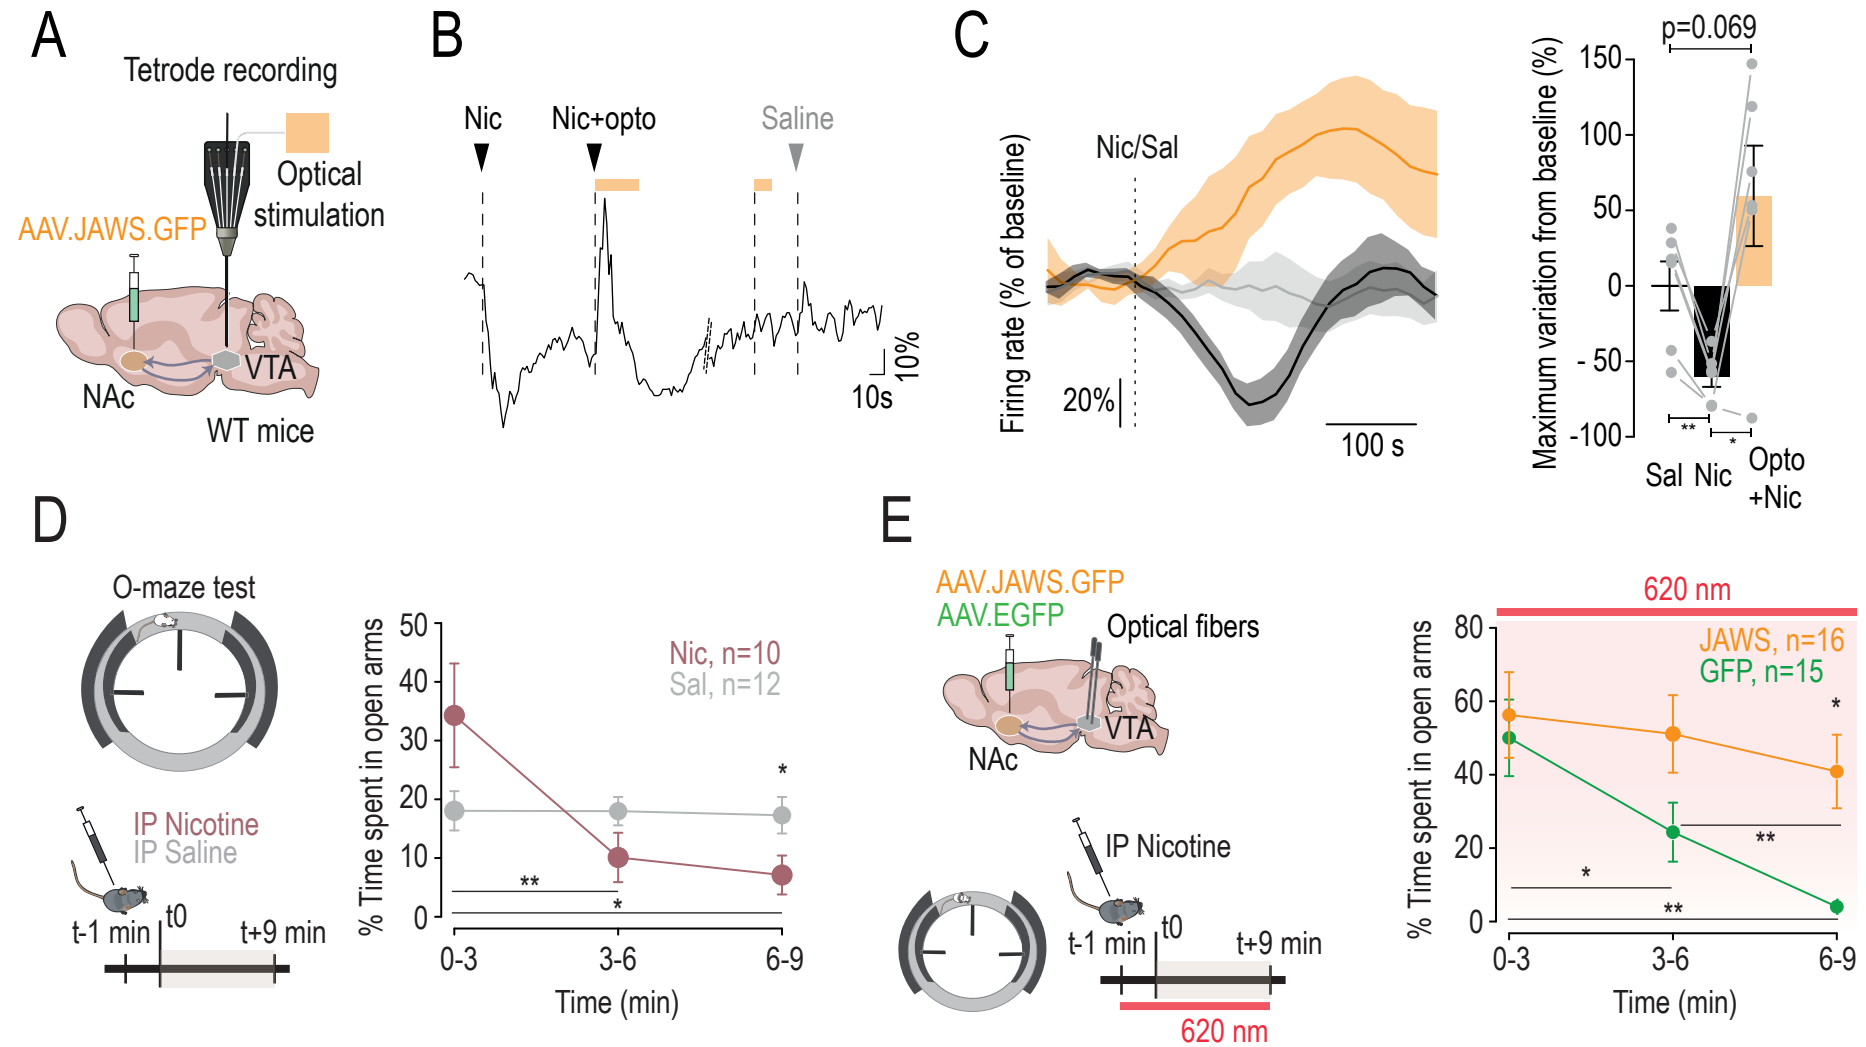 A
Tetrode recording
Optical
stimulation
AAV.JAWS.GFP
NAc
VTA
WT mice
B
Nic
Nic+opto
Saline
10%
10s
C
Firing rate (% of baseline)
Nic/Sal
20%
100 s
Maximum variation from baseline (%)
p=0.069
150
100
50
0
- 50
-100
**
*
Sal
Nic
Opto
+Nic
D
O-maze test
IP Nicotine
IP Saline
t-1 min
t0
t+9 min
% Time spent in open arms
50
40
30
20
10
0
Nic, n=10
Sal, n=12
*
**
*
0-3
3-6
6-9
Time (min)
E
AAV.JAWS.GFP
AAV.EGFP
Optical fibers
NAc
VTA
IP Nicotine
t-1 min
t0
t+9 min
620 nm
620 nm
% Time spent in open arms
80
60
40
20
0
JAWS, n=16
GFP, n=15
*
**
*
**
0-3
3-6
6-9
Time (min)